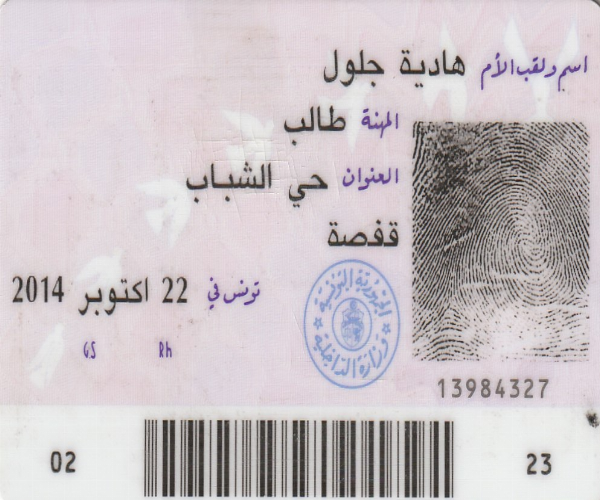 اسم ولقب الأم هادية جلول
المهنة طالب
العنوان حي الشباب
قفصة
تونس في 22 اكتوبر 2014
GS Rh
الجمهورية التونسية
وزارة الداخلية
13984327
02 23